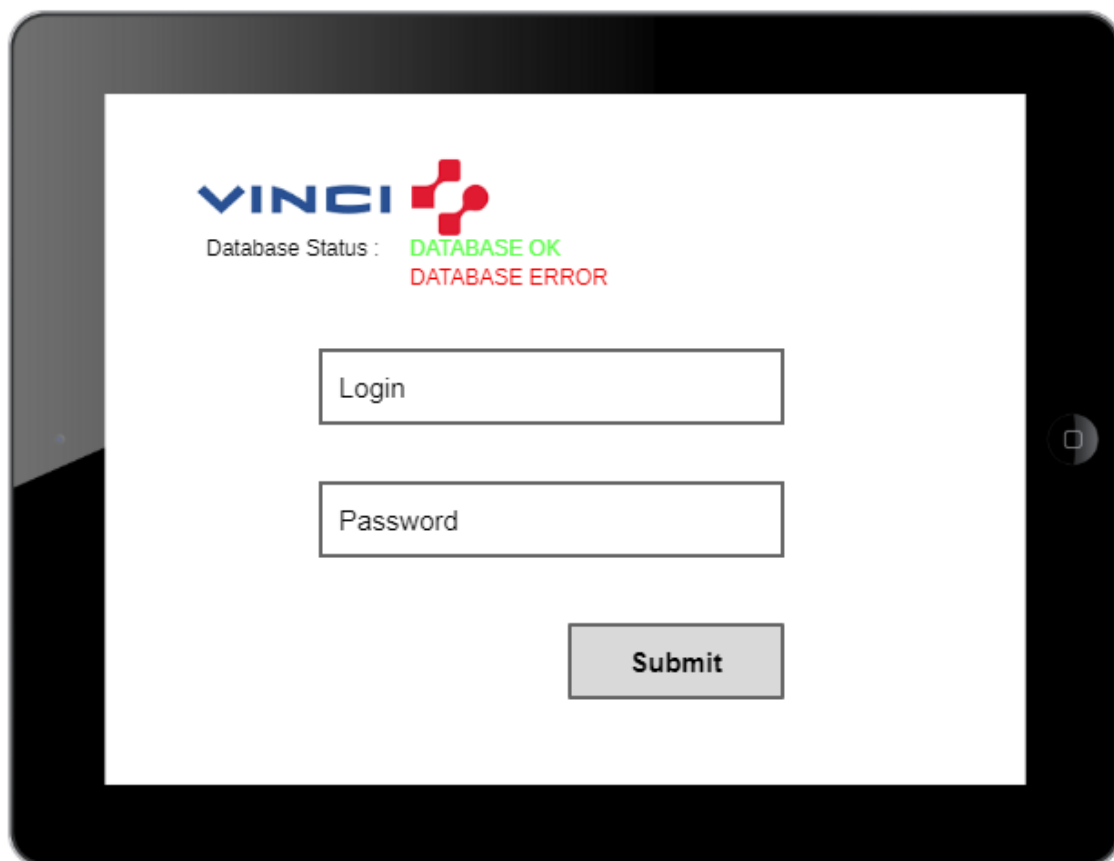 VINCI
Database Status : DATABASE OK
DATABASE ERROR
Login
Password
Submit